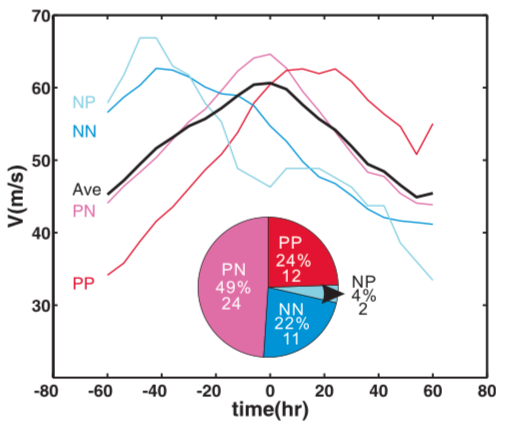 70
60
50
40
30
V(m/s)
NP
NN
Ave
PN
PP
PP
24%
12
PN
49%
24
NP
4%
2
NN
22%
11
-80 -60 -40 -20 0 20 40 60 80
time(hr)